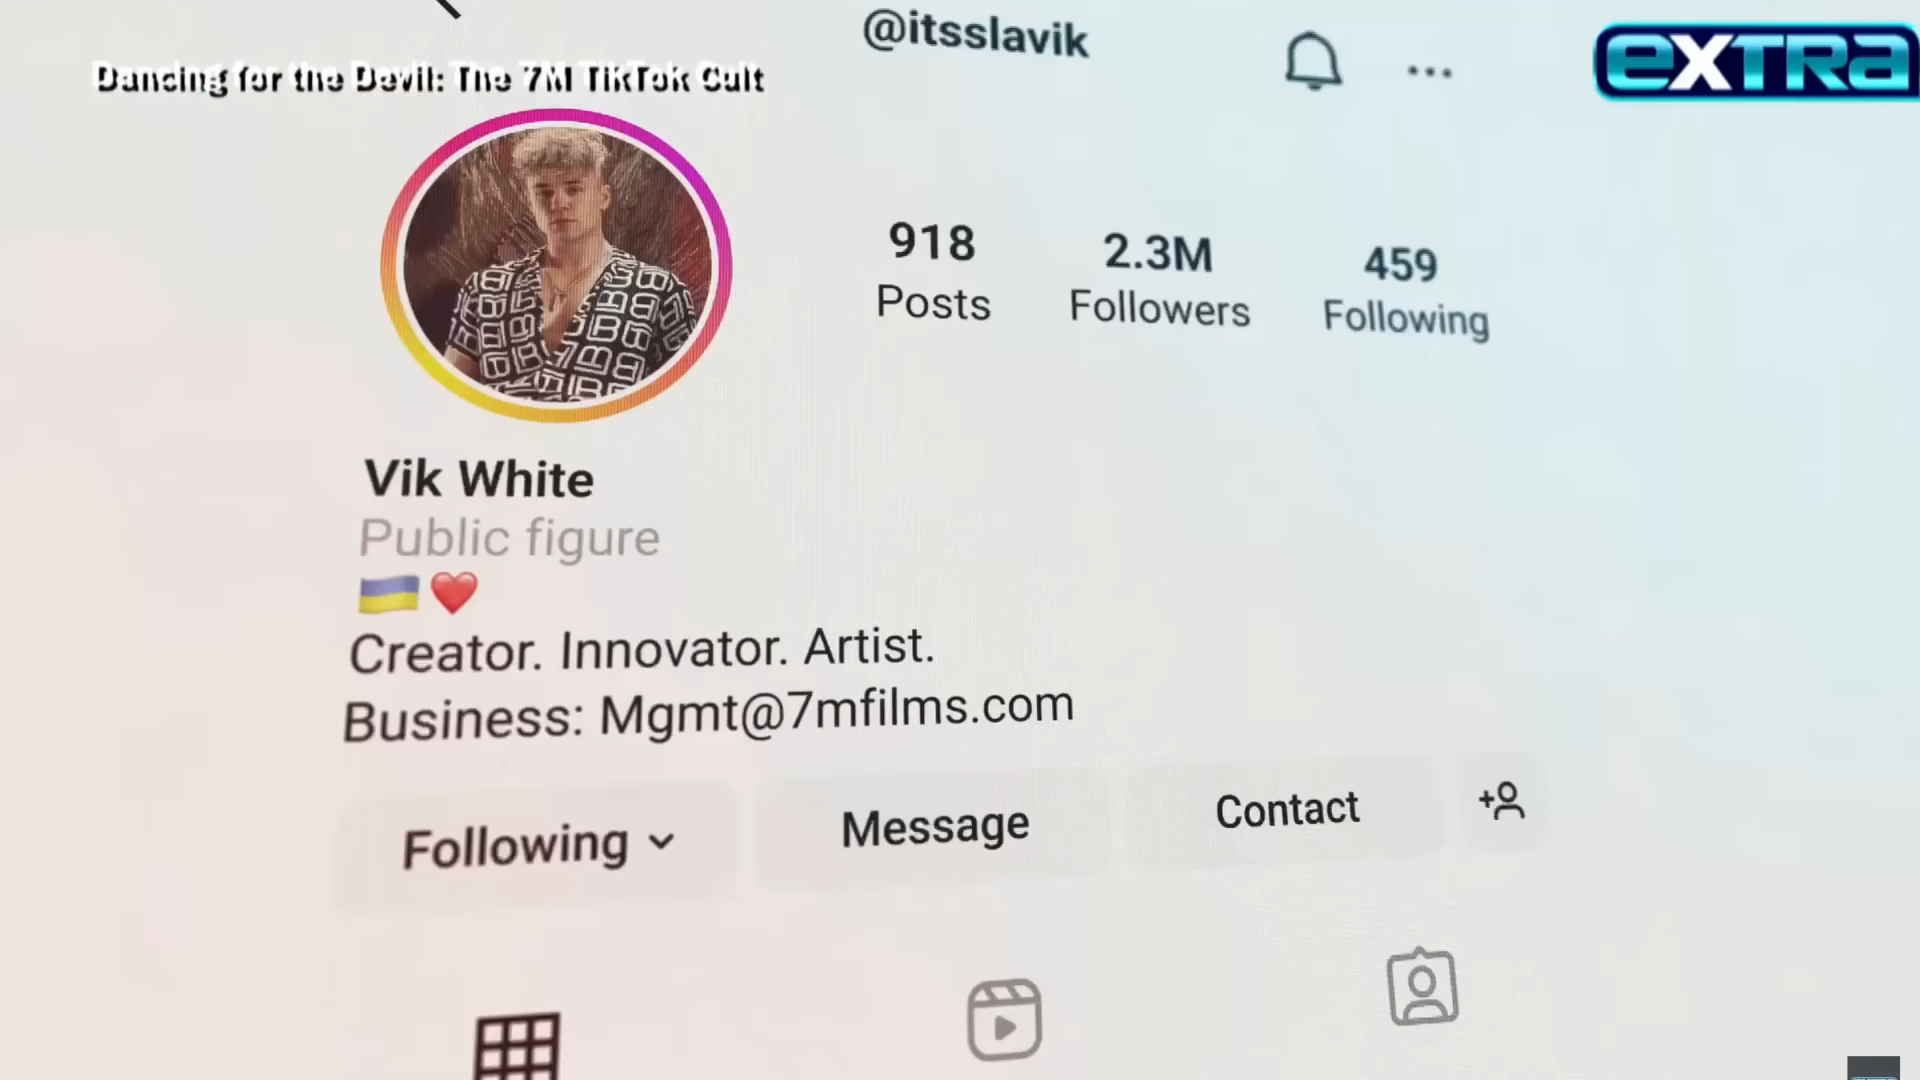 @itsslavik
extra
Dancing for the Devil: The 7M TikTok Cult
918
Posts
2.3M
Followers
459
Following
Vik White
Public figure
Creator. Innovator. Artist.
Business: Mgmt@7mfilms.com
Following
Message
Contact